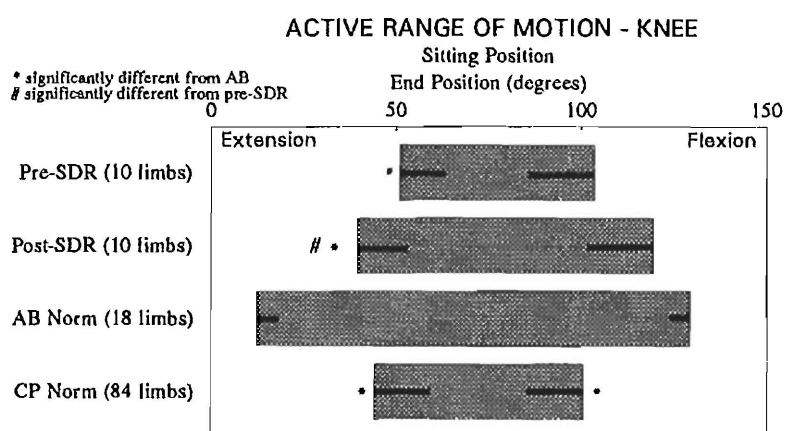 ACTIVE RANGE OF MOTION - KNEE
Sitting Position
* significantly different from AB
End Position (degrees)
# significantly different from pre-SDR
0 50 100 150
Extension Flexion
Pre-SDR (10 limbs) *
Post-SDR (10 limbs) # *
AB Norm (18 limbs)
CP Norm (84 limbs) * *